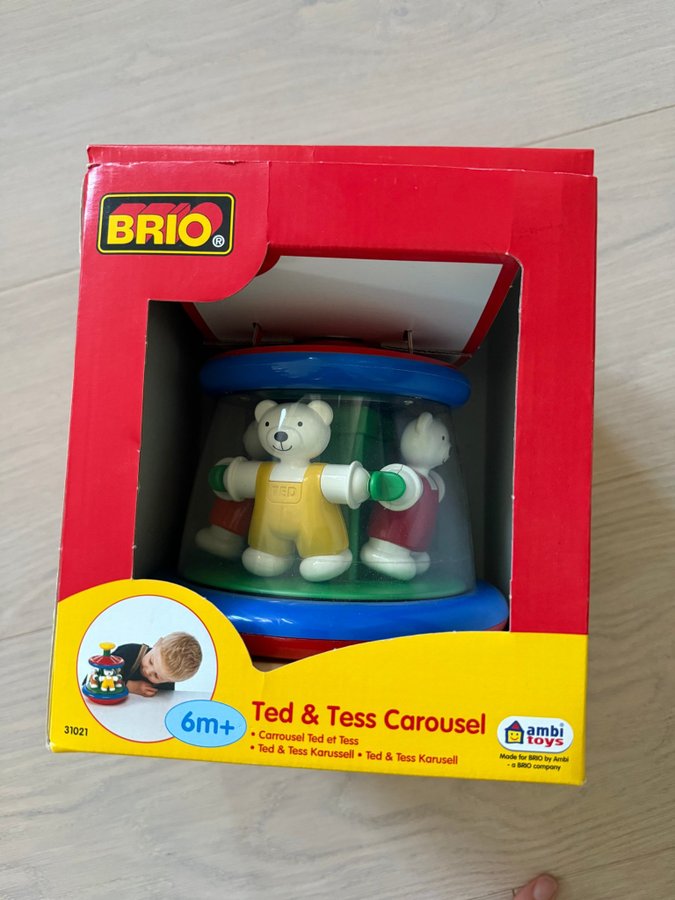 BRIO®
TED
31021
6m+
Ted & Tess Carousel
• Carrousel Ted et Tess
• Ted & Tess Karussell • Ted & Tess Karusell
ambi
toys
Made for BRIO by Ambi
- a BRIO company